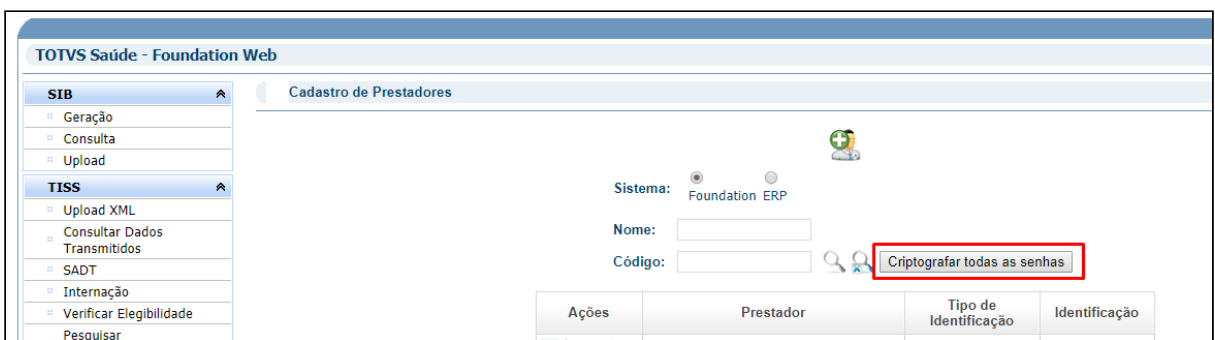 TOTVS Saúde - Foundation Web
SIB
Geração
Consulta
Upload
TISS
Upload XML
Consultar Dados
Transmitidos
SADT
Internação
Verificar Elegibilidade
Pesquisar
Cadastro de Prestadores
Sistema:
Foundation ERP
Nome:
Código:
Criptografar todas as senhas
Ações Prestador Tipo de Identificação Identificação